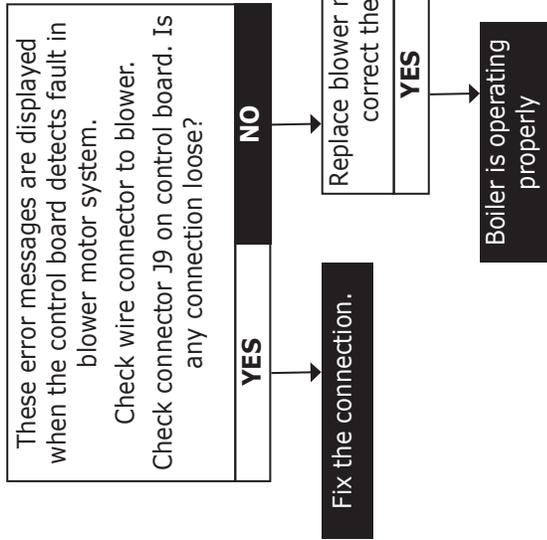 These error messages are displayed
when the control board detects fault in
blower motor system.
Check wire connector to blower.
Check connector J9 on control board. Is
any connection loose?
YES
NO
Fix the connection.
Replace blower
correct the
YES
Boiler is operating
properly